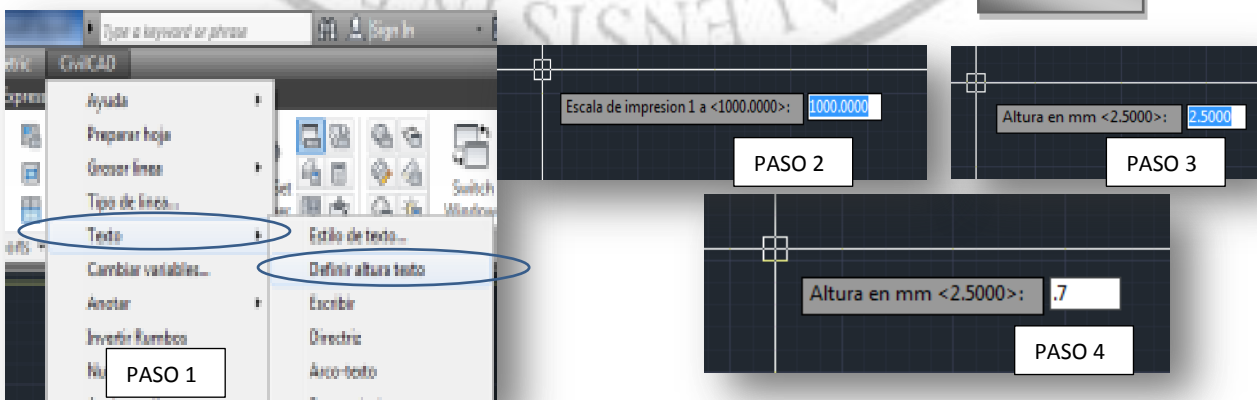 Type a keyword or phrase
Sign In
CivilCAD
Ayuda
Preparar hoja
Grosor linea
Tipo de linea...
Texto
Cambiar variables...
Anotar
Invertir Rumbos
PASO 1
Estilo de texto...
Definir altura texto
Escribir
Directriz
Arco-texto
Switch
Windows
Escala de impresion 1 a <1000.0000>: 1000.0000
PASO 2
Altura en mm <2.5000>: 2.5000
PASO 3
Altura en mm <2.5000>: .7
PASO 4